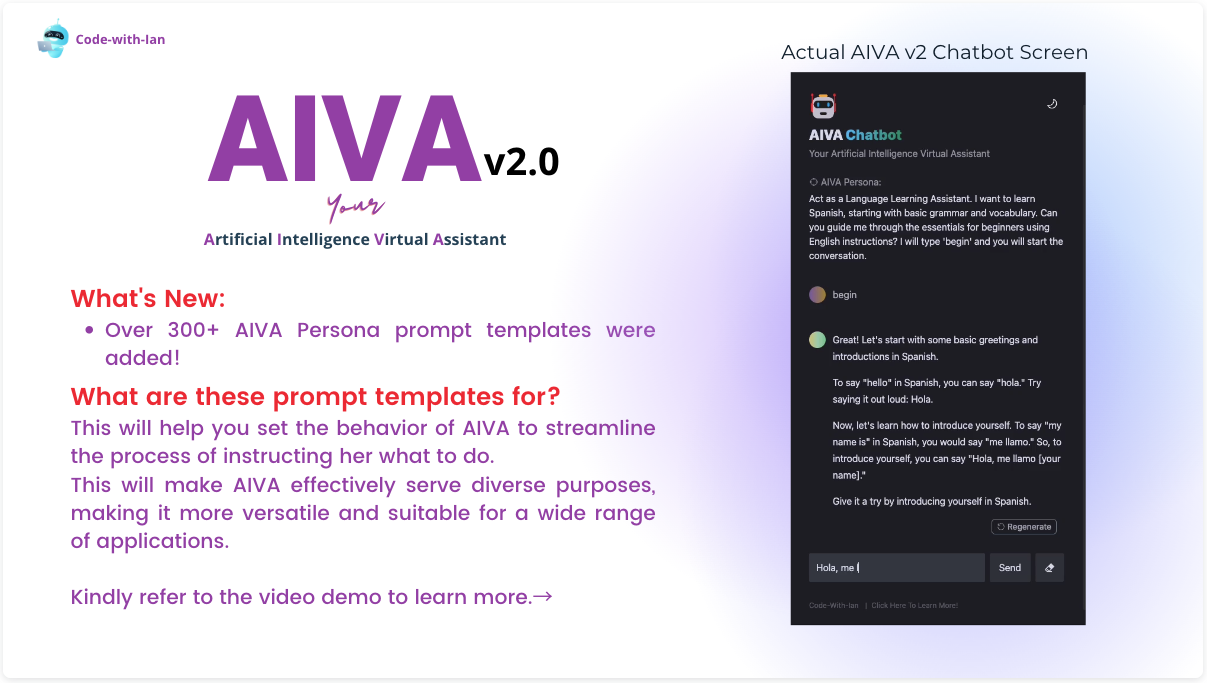 Code-with-Ian
AIVA v2.0
Your
Artificial Intelligence Virtual Assistant
What's New:
• Over 300+ AIVA Persona prompt templates were
added!
What are these prompt templates for?
This will help you set the behavior of AIVA to streamline
the process of instructing her what to do.
This will make AIVA effectively serve diverse purposes,
making it more versatile and suitable for a wide range
of applications.
Kindly refer to the video demo to learn more.→
Actual AIVA v2 Chatbot Screen
AIVA Chatbot
Your Artificial Intelligence Virtual Assistant
AIVA Persona:
Act as a Language Learning Assistant. I want to learn
Spanish, starting with basic grammar and vocabulary. Can
you guide me through the essentials for beginners using
English instructions? I will type 'begin' and you will start the
conversation.
begin
Great! Let's start with some basic greetings and
introductions in Spanish.
To say "hello" in Spanish, you can say "hola." Try
saying it out loud: Hola.
Now, let's learn how to introduce yourself. To say "my
name is" in Spanish, you would say "me llamo." So, to
introduce yourself, you can say "Hola, me llamo [your
name]."
Give it a try by introducing yourself in Spanish.
Regenerate
Hola, me l
Send
Code-With-Ian | Click Here To Learn More!